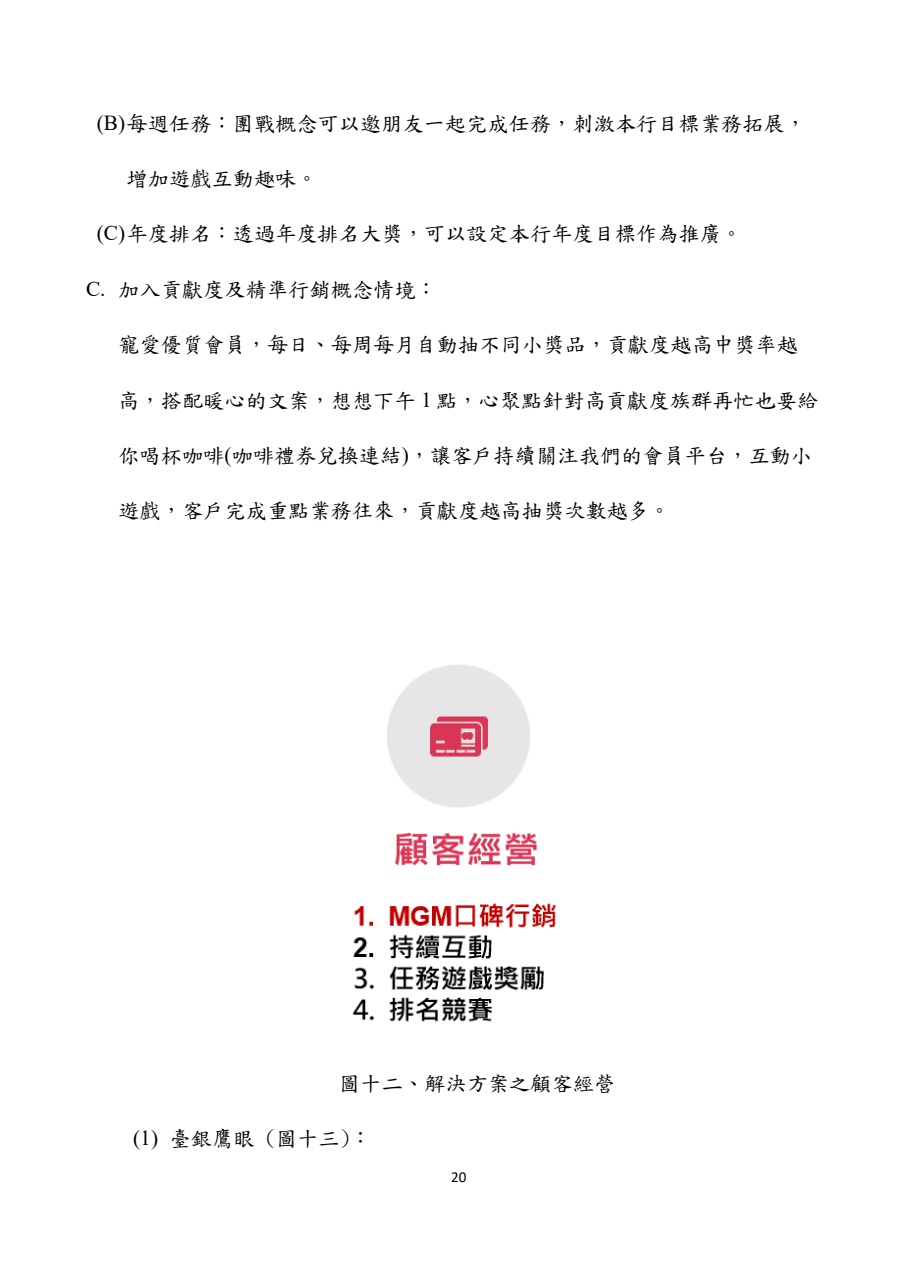 (B)每週任務：團戰概念可以邀朋友一起完成任務，刺激本行目標業務拓展，
增加遊戲互動趣味。
(C)年度排名：透過年度排名大獎，可以設定本行年度目標作為推廣。
C. 加入貢獻度及精準行銷概念情境：
寵愛優質會員，每日、每周每月自動抽不同小獎品，貢獻度越高中獎率越
高，搭配暖心的文案，想想下午 1 點，心聚點針對高貢獻度族群再忙也要給
你喝杯咖啡(咖啡禮券兌換連結)，讓客戶持續關注我們的會員平台，互動小
遊戲，客戶完成重點業務往來，貢獻度越高抽獎次數越多。
顧客經營
1. MGM口碑行銷
2. 持續互動
3. 任務遊戲獎勵
4. 排名競賽
圖十二、解決方案之顧客經營
(1) 臺銀鷹眼（圖十三）：
20